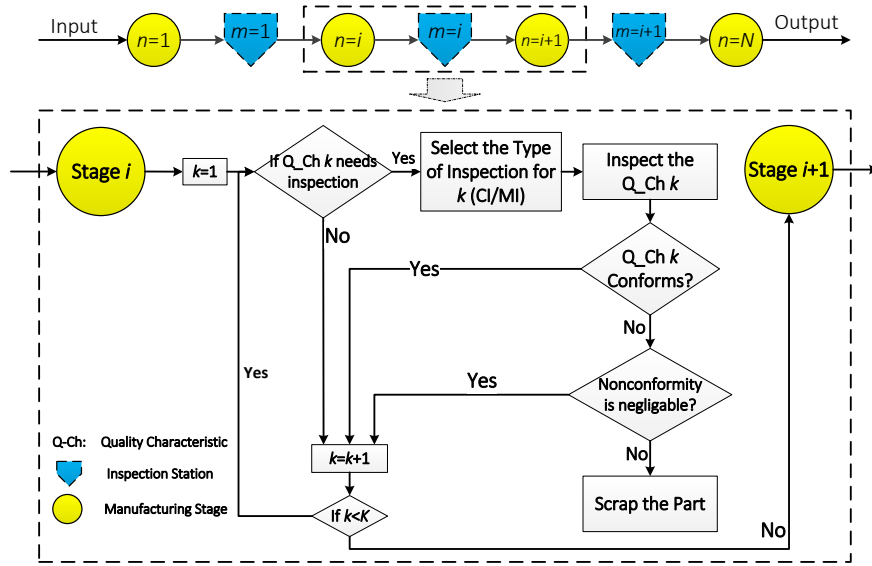 Input
n=1
m=1
n=i
m=i
n=i+1
m=i+1
n=N
Output
Stage i
k=1
If Q_Ch k needs
inspection
Yes
Select the Type
of Inspection for
k (CI/MI)
Inspect the
Q_Ch k
Stage i+1
No
Yes
Q_Ch k
Conforms?
No
Yes
Yes
Nonconformity
is negligable?
Q-Ch: Quality Characteristic
k=k+1
No
Inspection Station
Scrap the Part
Manufacturing Stage
If k<K
No